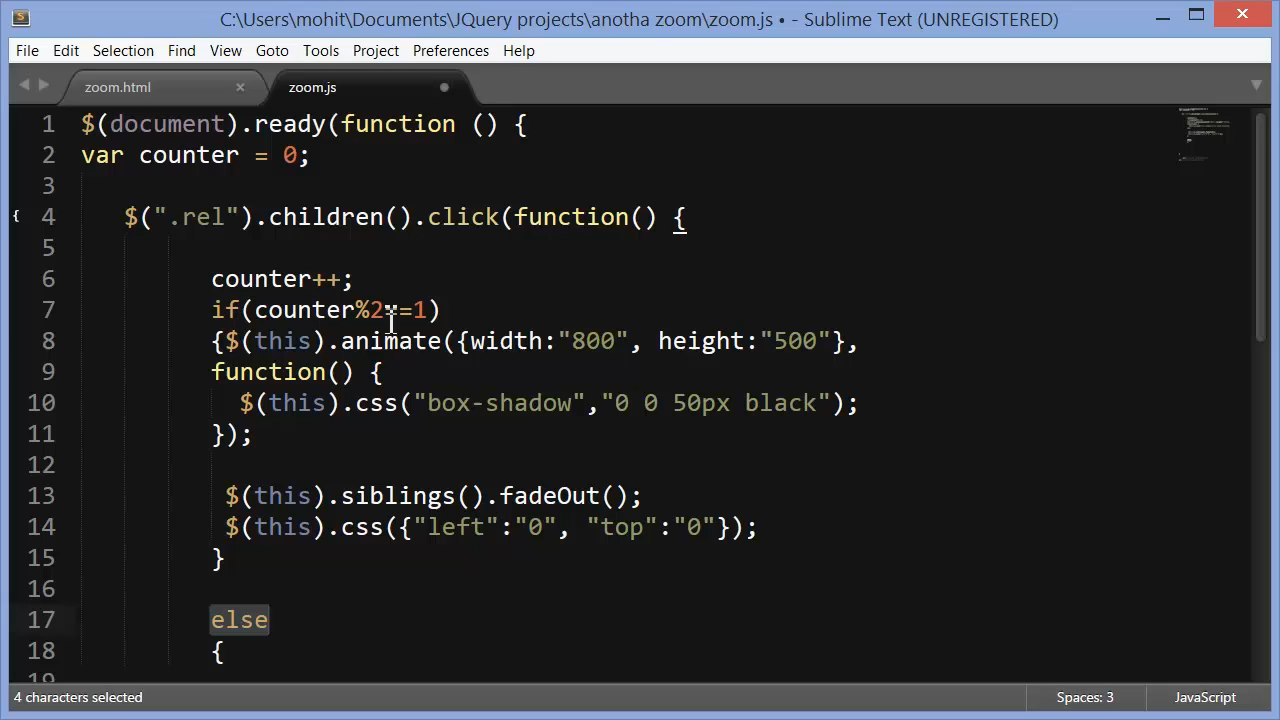 C:\Users\mohit\Documents\JQuery projects\anotha zoom\zoom.js • - Sublime Text (UNREGISTERED)
File Edit Selection Find View Goto Tools Project Preferences Help
zoom.html × zoom.js
1 $(document).ready(function () {
2 var counter = 0;
3
4 $(".rel").children().click(function() {
5
6 counter++;
7 if(counter%2==1)
8 {$(this).animate({width:"800", height:"500"},
9 function() {
10 $(this).css("box-shadow","0 0 50px black");
11 });
12
13 $(this).siblings().fadeOut();
14 $(this).css({"left":"0", "top":"0"});
15 }
16
17 else
18 {
19
4 characters selected Spaces: 3 JavaScript